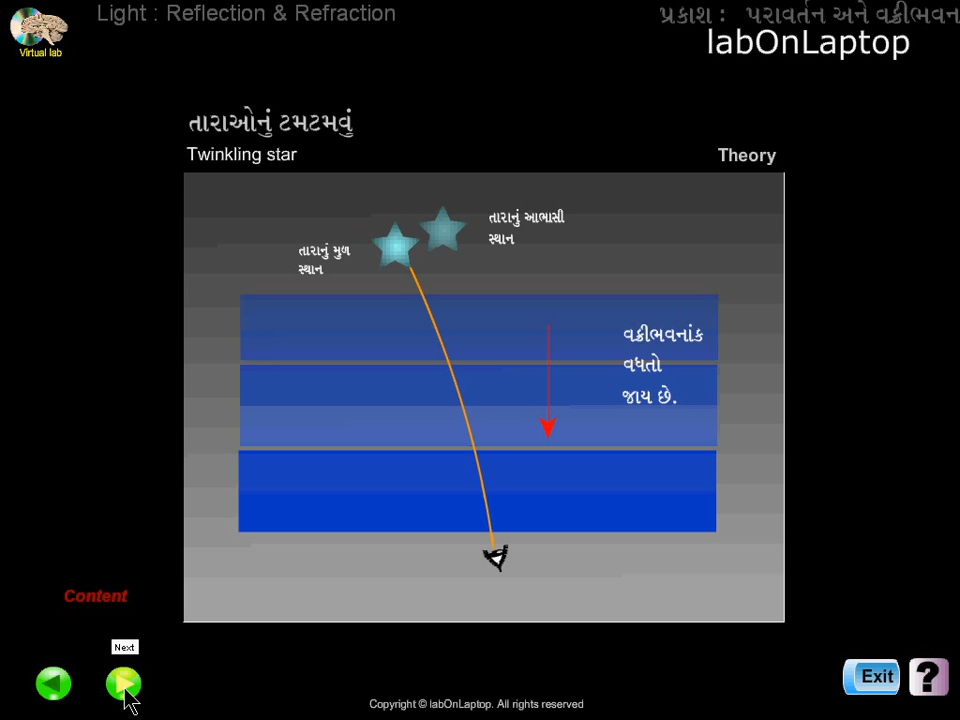 Light : Reflection & Refraction
પ્રકાશ : પરાવર્તન અને વક્રીભવન
Virtual lab
labOnLaptop
તારાઓનું ટમટમવું
Twinkling star
Theory
તારાનું આભાસી
સ્થાન
તારાનું મુળ
સ્થાન
વક્રીભવનાંક
વધતો
જાય છે.
Content
Next
Exit
?
Copyright © labOnLaptop. All rights reserved